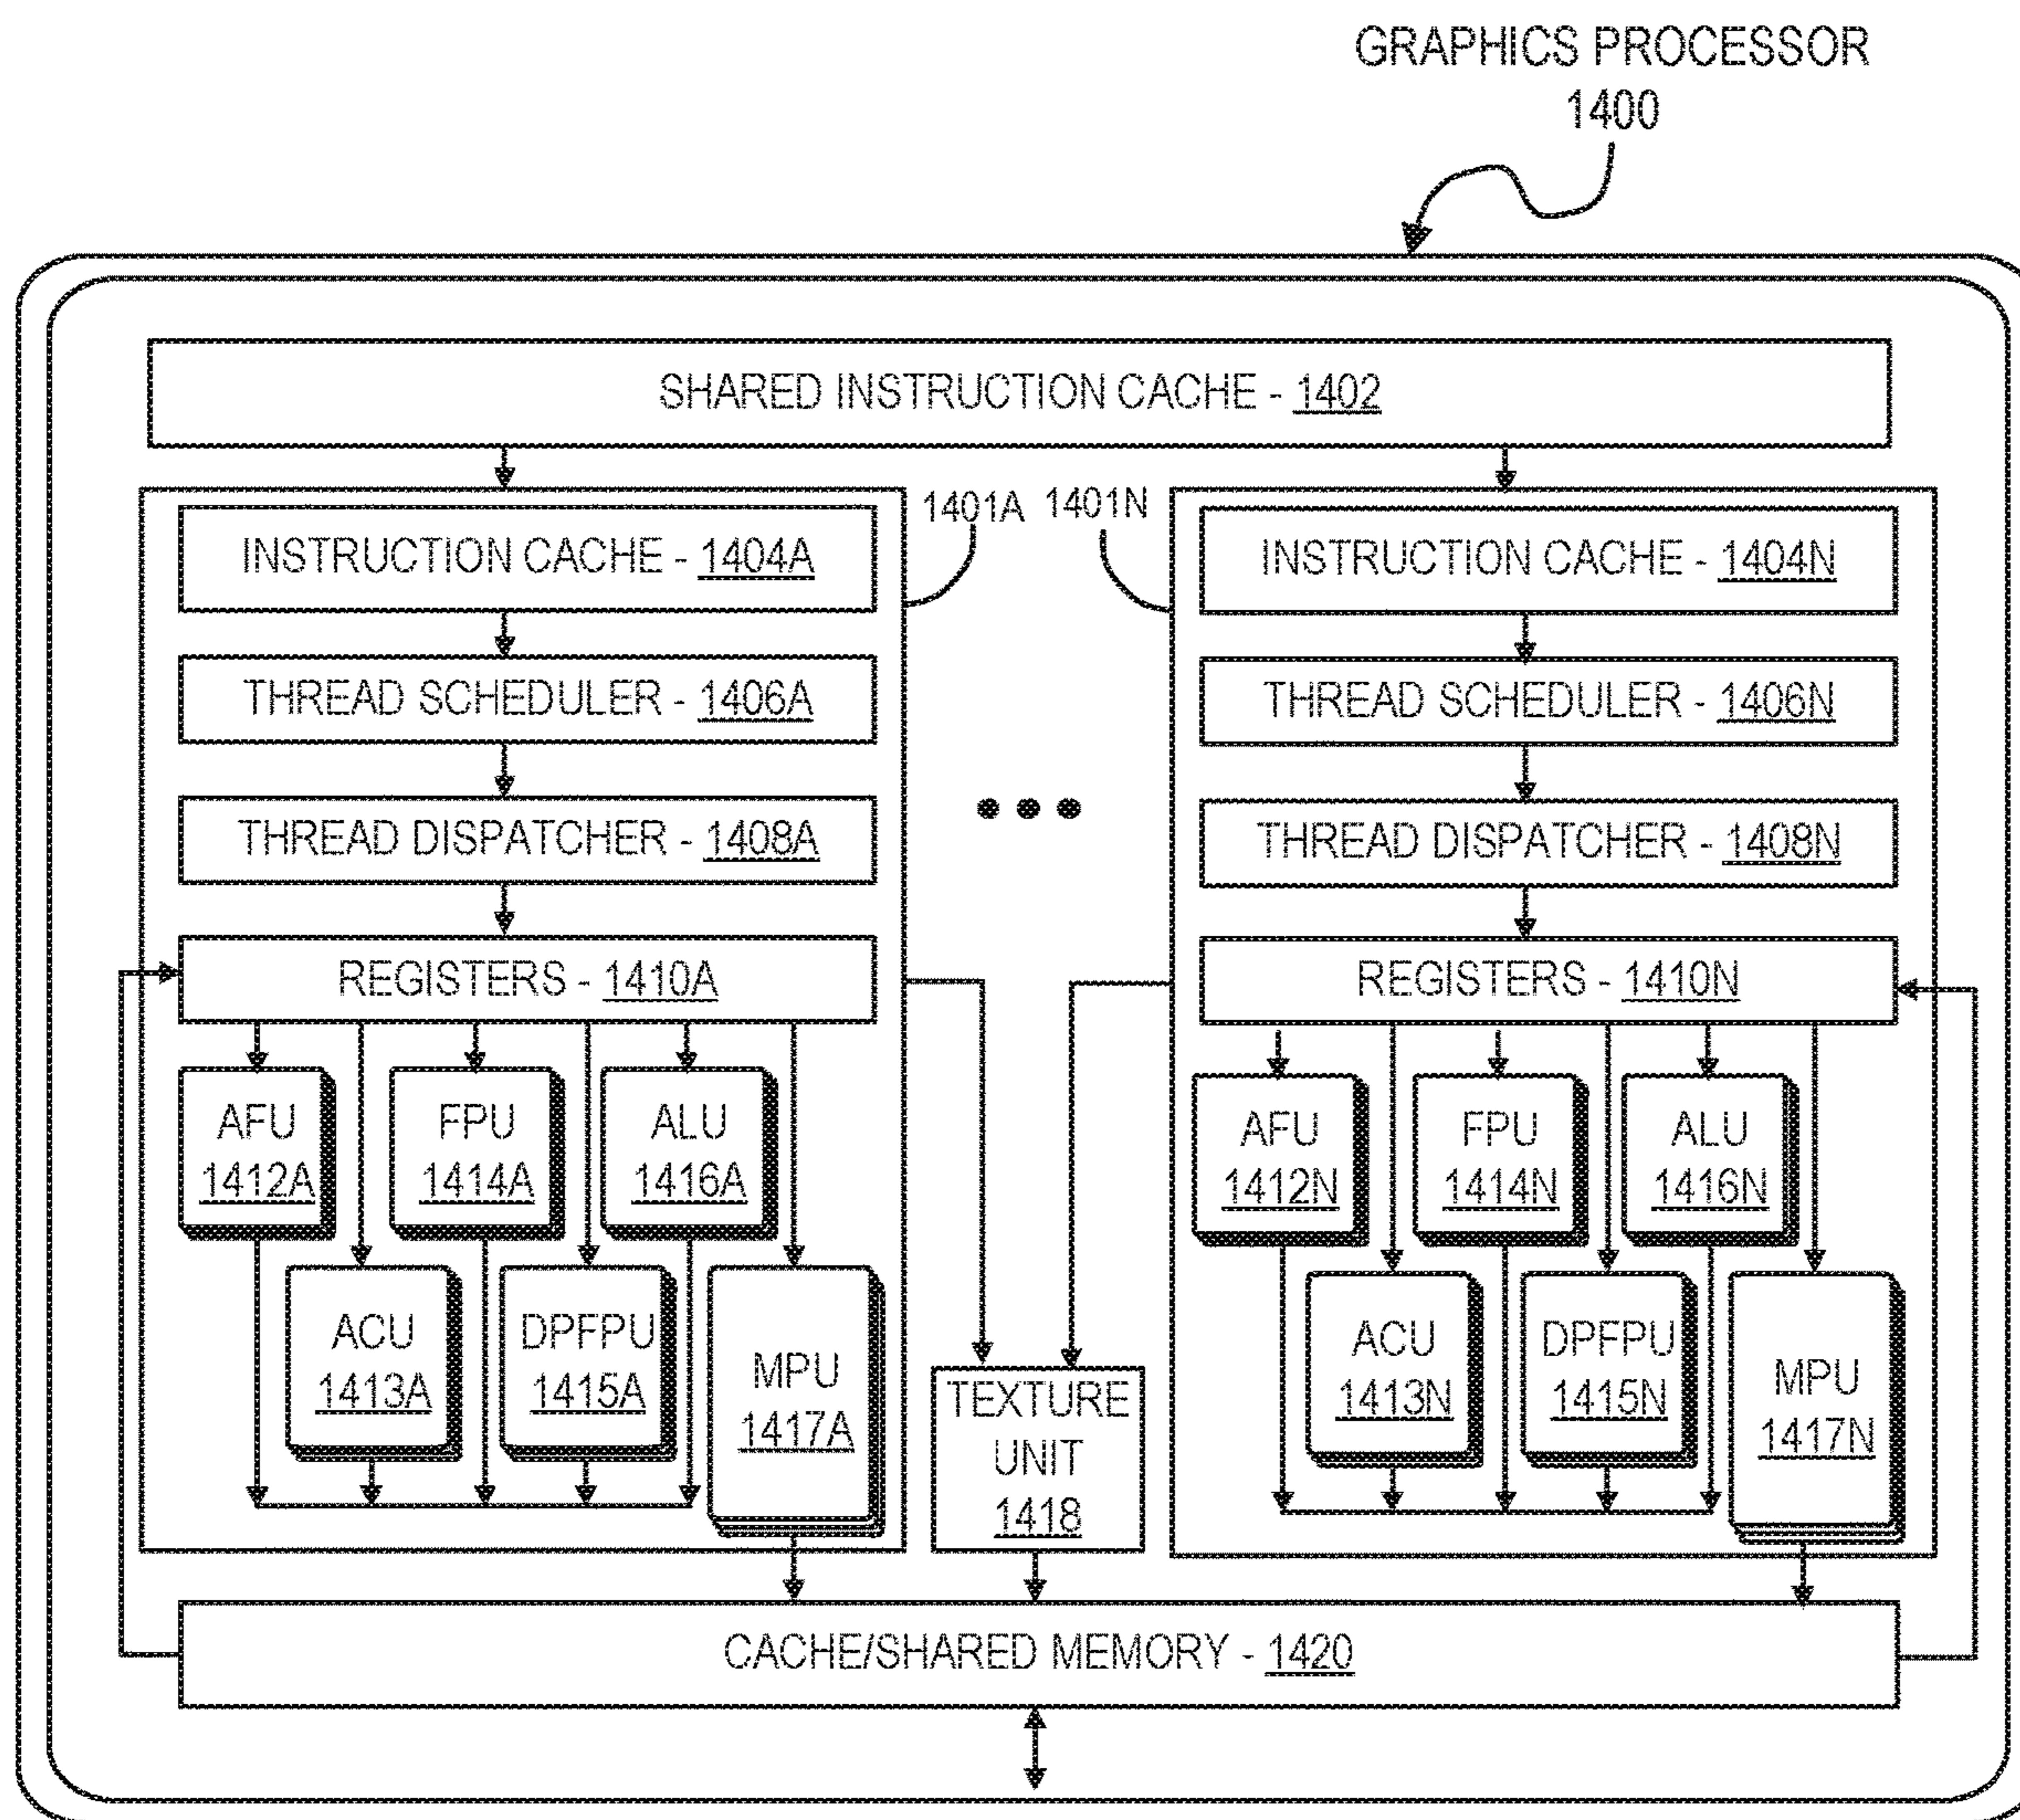 GRAPHICS PROCESSOR
1400
SHARED INSTRUCTION CACHE - 1402
1401A
1401N
INSTRUCTION CACHE - 1404A
THREAD SCHEDULER - 1406A
THREAD DISPATCHER - 1408A
REGISTERS - 1410A
AFU
1412A
FPU
1414A
ALU
1416A
ACU
1413A
DPFPU
1415A
MPU
1417A
TEXTURE
UNIT
1418
INSTRUCTION CACHE - 1404N
THREAD SCHEDULER - 1406N
THREAD DISPATCHER - 1408N
REGISTERS - 1410N
AFU
1412N
FPU
1414N
ALU
1416N
ACU
1413N
DPFPU
1415N
MPU
1417N
CACHE/SHARED MEMORY - 1420